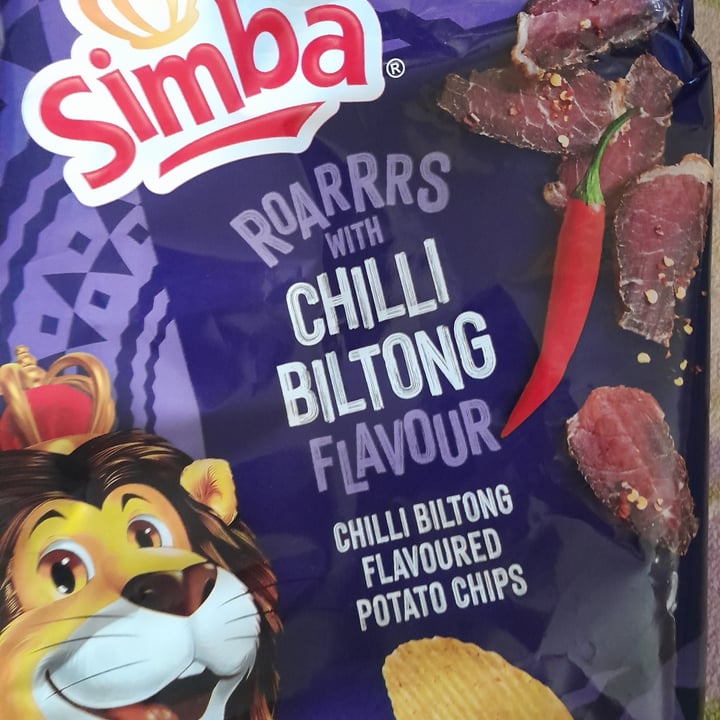 Simba®
ROARRRS
WITH
CHILLI
BILTONG
FLAVOUR
CHILLI BILTONG
FLAVOURED
POTATO CHIPS